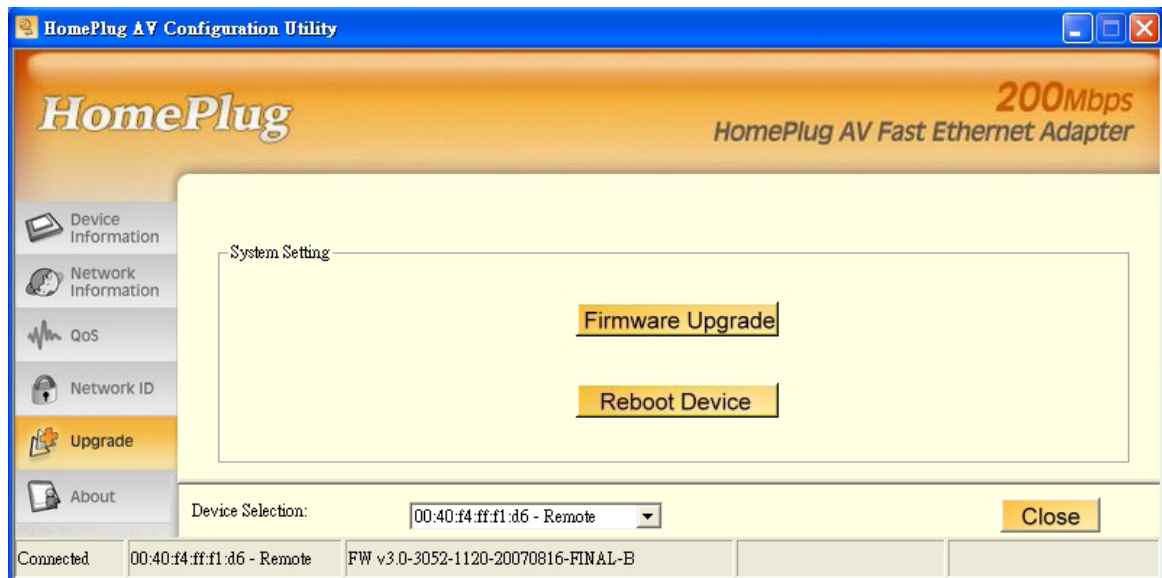 HomePlug AV Configuration Utility
HomePlug
200Mbps
HomePlug AV Fast Ethernet Adapter
Device
Information
Network
Information
QoS
Network ID
Upgrade
About
System Setting
Firmware Upgrade
Reboot Device
Device Selection:
00:40:f4:ff:f1:d6 - Remote
Close
Connected
00:40:f4:ff:f1:d6 - Remote
FW v3.0-3052-1120-20070816-FINAL-B